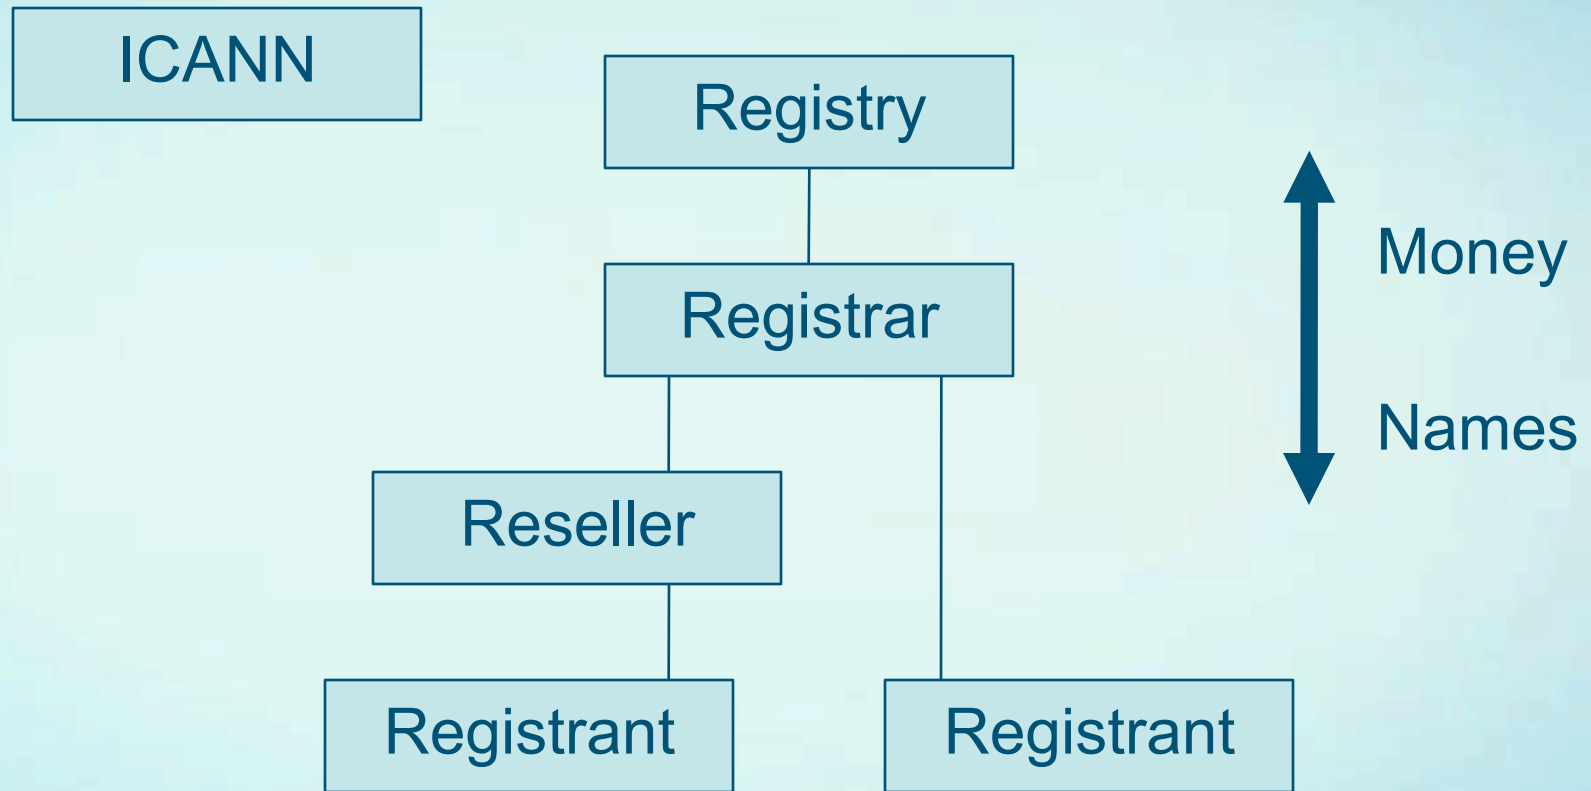 ICANN
Registry
Money
Registrar
Names
Reseller
Registrant
Registrant